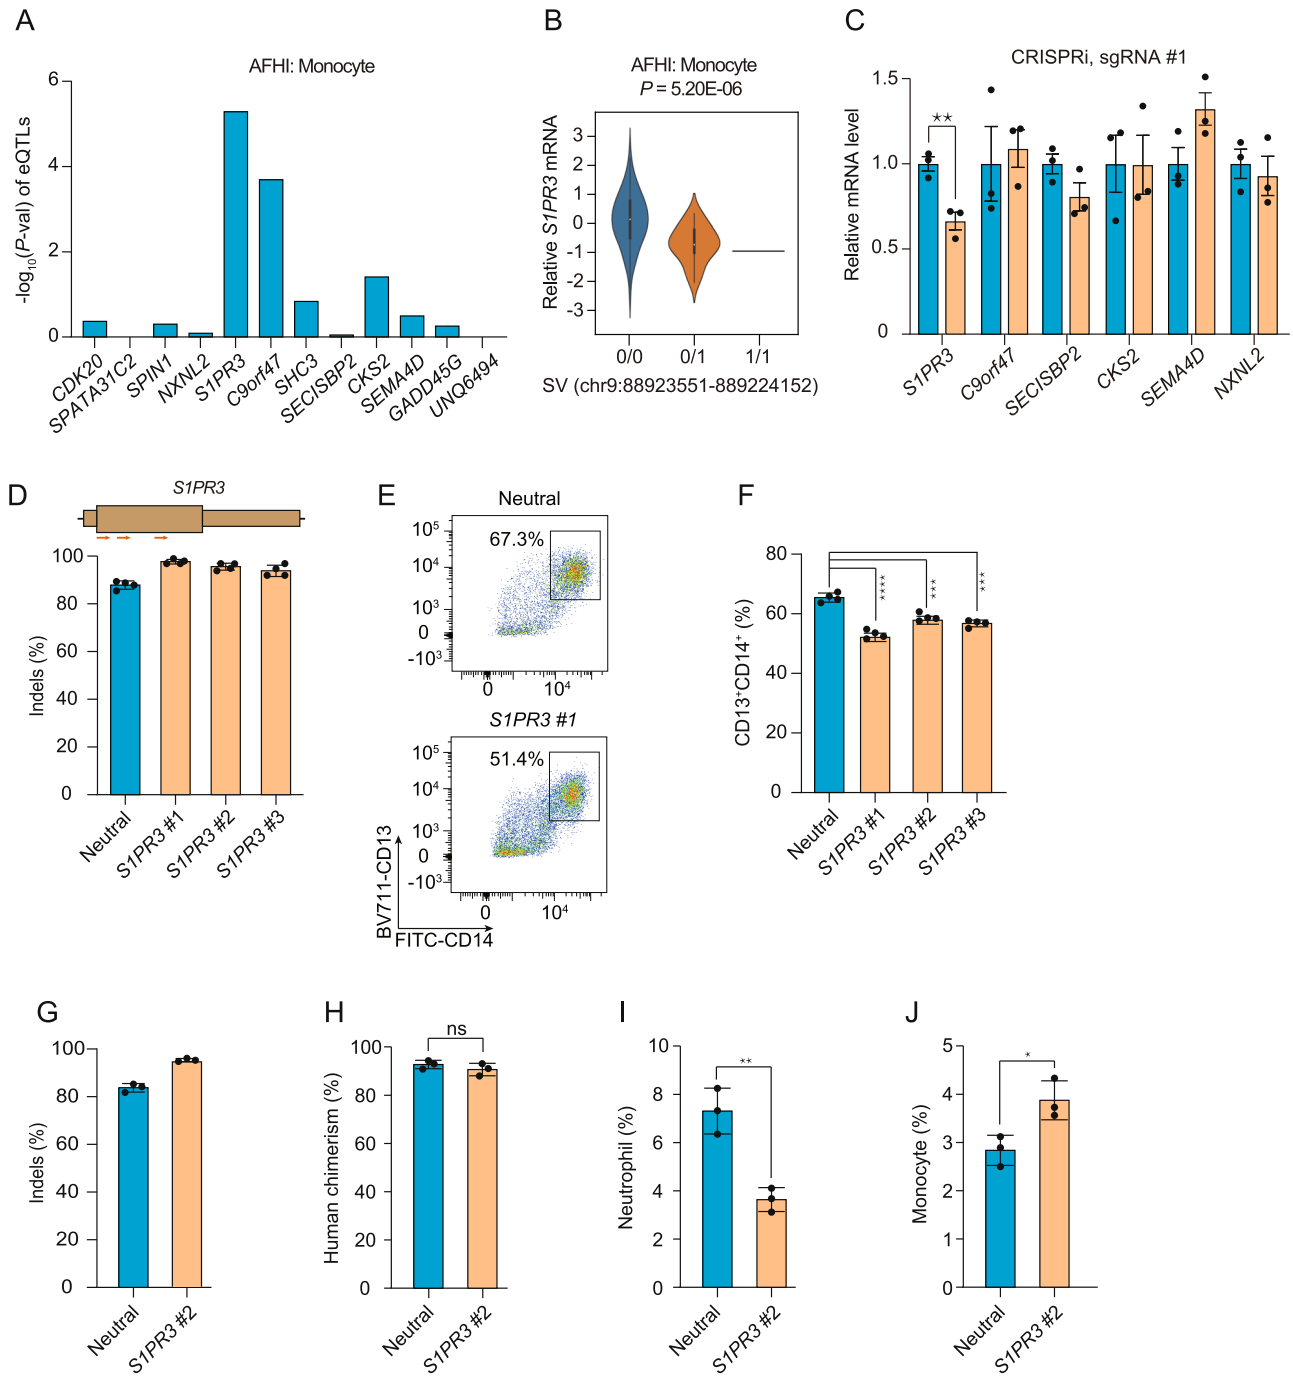 A
AFHI: Monocyte
-log10(P-val) of eQTLs
6
4
2
0
CDK20
SPATA31C2
SPIN1
NXNL2
S1PR3
C9orf47
SHC3
SECISBP2
CKS2
SEMA4D
GADD45G
UNQ6494
B
AFHI: Monocyte
P = 5.20E-06
Relative S1PR3 mRNA
3
2
1
0
-1
-2
-3
0/0
0/1
1/1
SV (chr9:88923551-889224152)
C
CRISPRi, sgRNA #1
Relative mRNA level
1.5
1.0
0.5
0
**
S1PR3
C9orf47
SECISBP2
CKS2
SEMA4D
NXNL2
D
S1PR3
Indels (%)
100
80
60
40
20
0
Neutral
S1PR3 #1
S1PR3 #2
S1PR3 #3
E
Neutral
67.3%
10⁵
10⁴
10³
0
-10³
0
10⁴
S1PR3 #1
51.4%
10⁵
10⁴
10³
0
-10³
0
10⁴
BV711-CD13
FITC-CD14
F
CD13⁺CD14⁺ (%)
80
60
40
20
0
****
***
***
Neutral
S1PR3 #1
S1PR3 #2
S1PR3 #3
G
Indels (%)
100
80
60
40
20
0
Neutral
S1PR3 #2
H
Human chimerism (%)
100
80
60
40
20
0
ns
Neutral
S1PR3 #2
I
Neutrophil (%)
10
8
6
4
2
0
**
Neutral
S1PR3 #2
J
Monocyte (%)
5
4
3
2
1
0
*
Neutral
S1PR3 #2